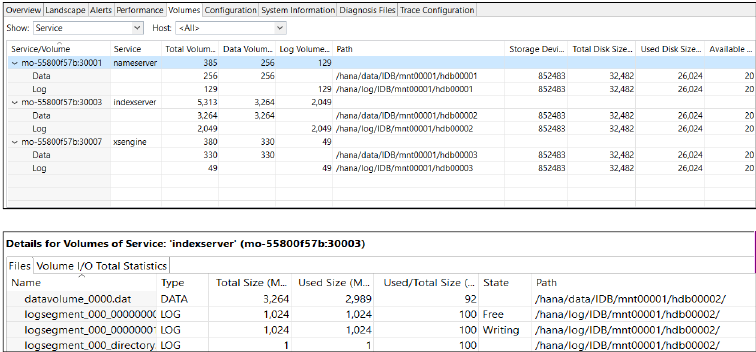 Overview Landscape Alerts Performance Volumes Configuration System Information Diagnosis Files Trace Configuration
Show: Service Host: <All>
Service/Volume Service Total Volum... Data Volum... Log Volume... Path Storage Devi... Total Disk Size... Used Disk Size... Available ...
mo-55800f57b:30001 nameserver 385 256 129
Data 256 256 /hana/data/IDB/mnt00001/hdb00001 852483 32,482 26,024 20
Log 129 129 /hana/log/IDB/mnt00001/hdb00001 852483 32,482 26,024 20
mo-55800f57b:30003 indexserver 5,313 3,264 2,049
Data 3,264 3,264 /hana/data/IDB/mnt00001/hdb00002 852483 32,482 26,024 20
Log 2,049 2,049 /hana/log/IDB/mnt00001/hdb00002 852483 32,482 26,024 20
mo-55800f57b:30007 xsengine 380 330 49
Data 330 330 /hana/data/IDB/mnt00001/hdb00003 852483 32,482 26,024 20
Log 49 49 /hana/log/IDB/mnt00001/hdb00003 852483 32,482 26,024 20
Details for Volumes of Service: 'indexserver' (mo-55800f57b:30003)
Files Volume I/O Total Statistics
Name Type Total Size (M... Used Size (M... Used/Total Size (... State Path
datavolume_0000.dat DATA 3,264 2,989 92 /hana/data/IDB/mnt00001/hdb00002/
logsegment_000_00000000 LOG 1,024 1,024 100 Free /hana/log/IDB/mnt00001/hdb00002/
LOG 1,024 1,024 100 Writing /hana/log/IDB/mnt00001/hdb00002/
logsegment_000_directory. LOG 1 1 100 /hana/log/IDB/mnt00001/hdb00002/